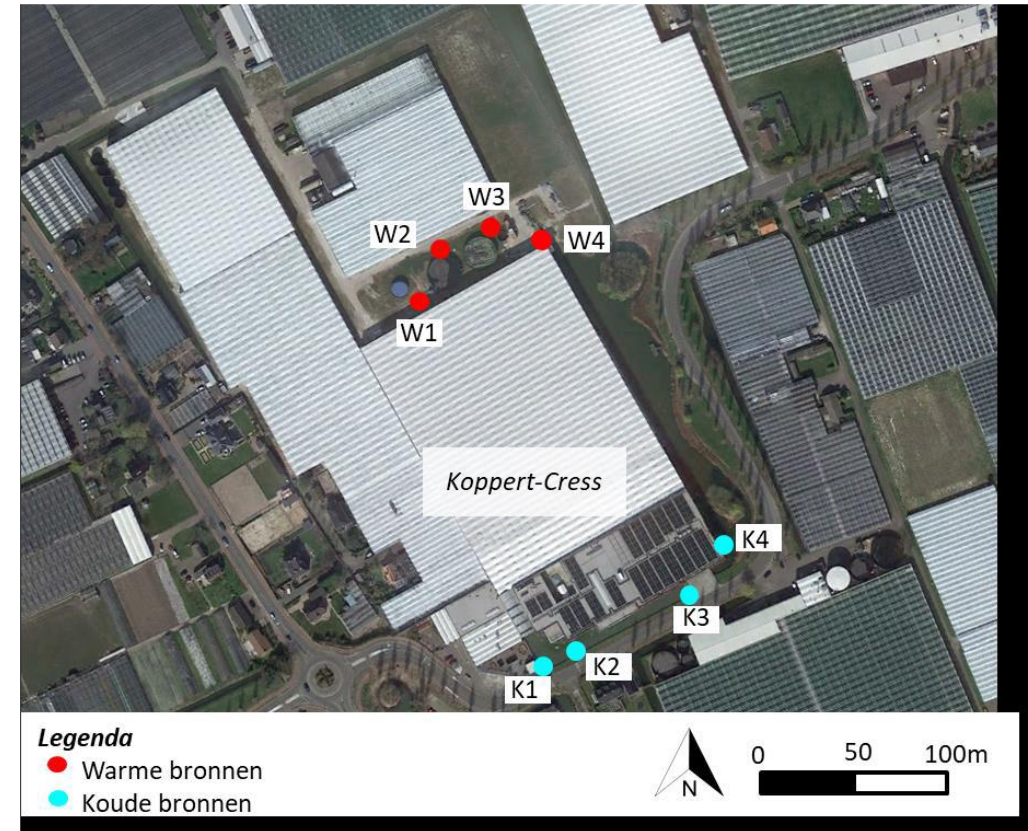 W3
W2
W4
W1
Koppert-Cress
K4
K3
K2
K1
Legenda
Warme bronnen
Koude bronnen
N
0 50 100m